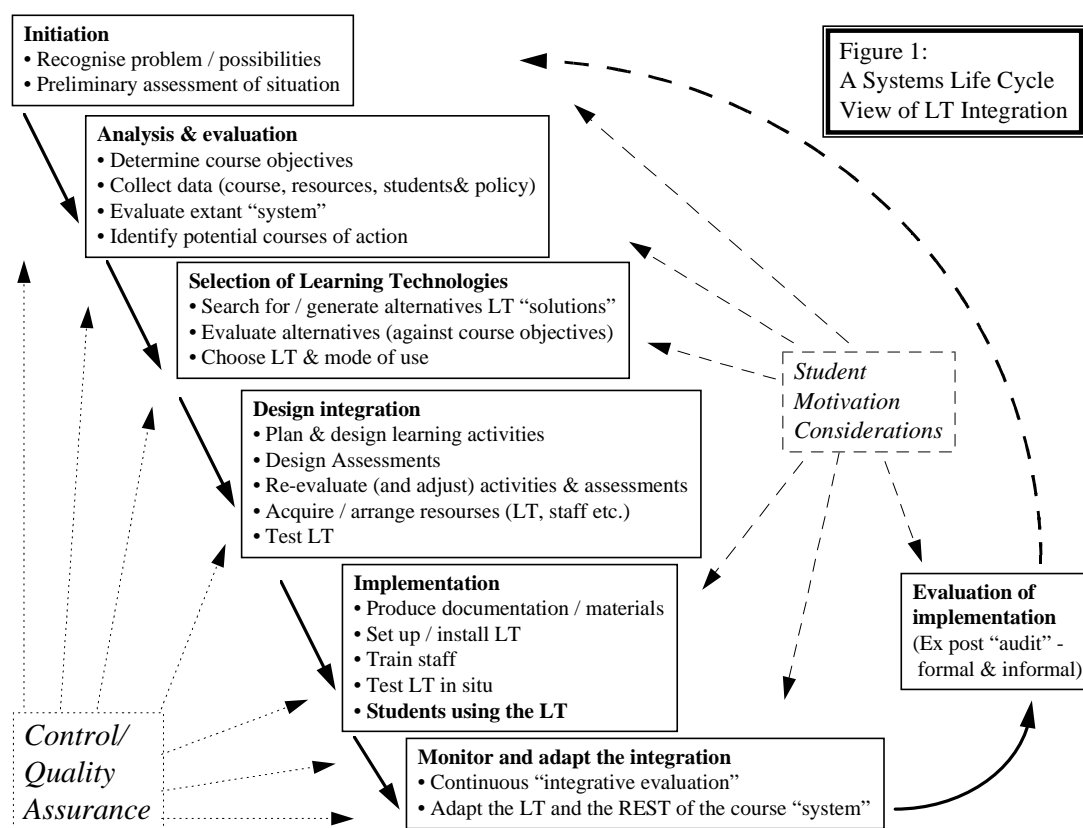 Initiation
• Recognise problem / possibilities
• Preliminary assessment of situation
Figure 1:
A Systems Life Cycle
View of LT Integration
Analysis & evaluation
• Determine course objectives
• Collect data (course, resources, students& policy)
• Evaluate extant “system”
• Identify potential courses of action
Selection of Learning Technologies
• Search for / generate alternatives LT “solutions”
• Evaluate alternatives (against course objectives)
• Choose LT & mode of use
Student
Motivation
Considerations
Design integration
• Plan & design learning activities
• Design Assessments
• Re-evaluate (and adjust) activities & assessments
• Acquire / arrange resourses (LT, staff etc.)
• Test LT
Implementation
• Produce documentation / materials
• Set up / install LT
• Train staff
• Test LT in situ
• Students using the LT
Evaluation of
implementation
(Ex post “audit” -
formal & informal)
Control/
Quality
Assurance
Monitor and adapt the integration
• Continuous “integrative evaluation”
• Adapt the LT and the REST of the course “system”